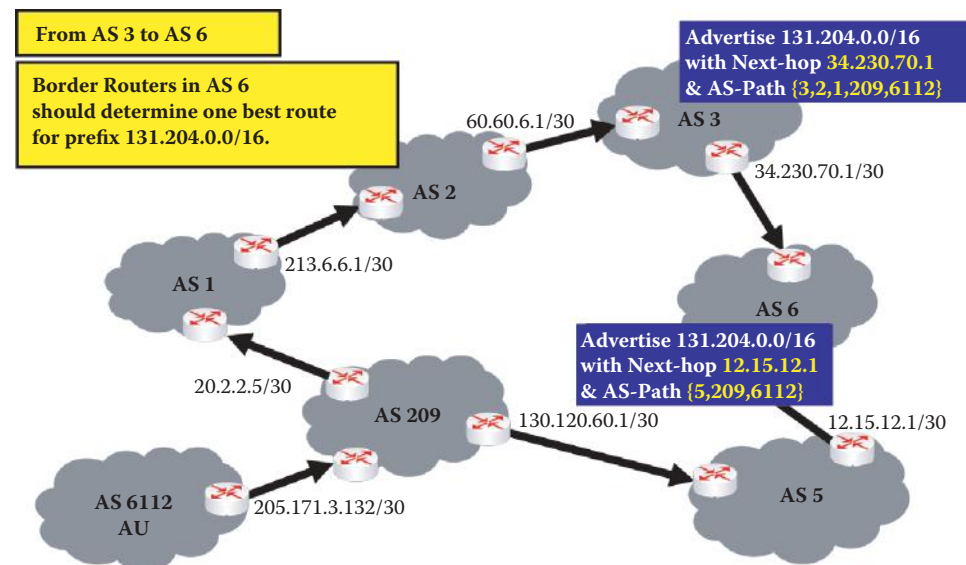 From AS 3 to AS 6
Border Routers in AS 6
should determine one best route
for prefix 131.204.0.0/16.
Advertise 131.204.0.0/16
with Next-hop 34.230.70.1
& AS-Path {3,2,1,209,6112}
60.60.6.1/30
AS 3
34.230.70.1/30
AS 2
213.6.6.1/30
AS 1
AS 6
Advertise 131.204.0.0/16
with Next-hop 12.15.12.1
& AS-Path {5,209,6112}
20.2.2.5/30
AS 209
130.120.60.1/30
12.15.12.1/30
AS 6112
AU
205.171.3.132/30
AS 5